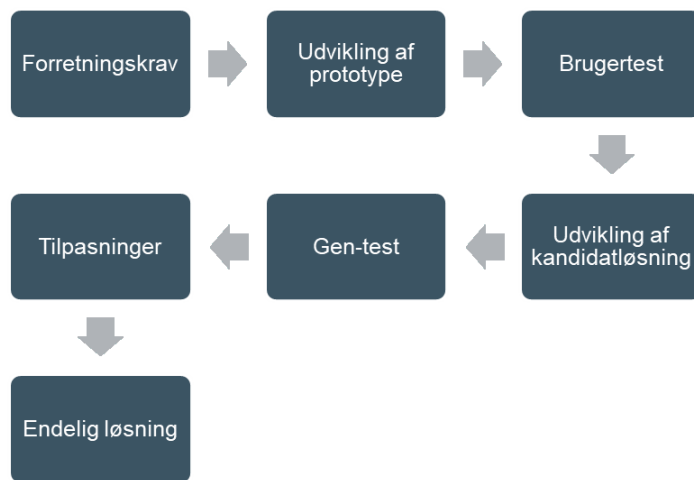 Forretningskrav
Udvikling af
prototype
Brugertest
Udvikling af
kandidatløsning
Gen-test
Tilpasninger
Endelig løsning